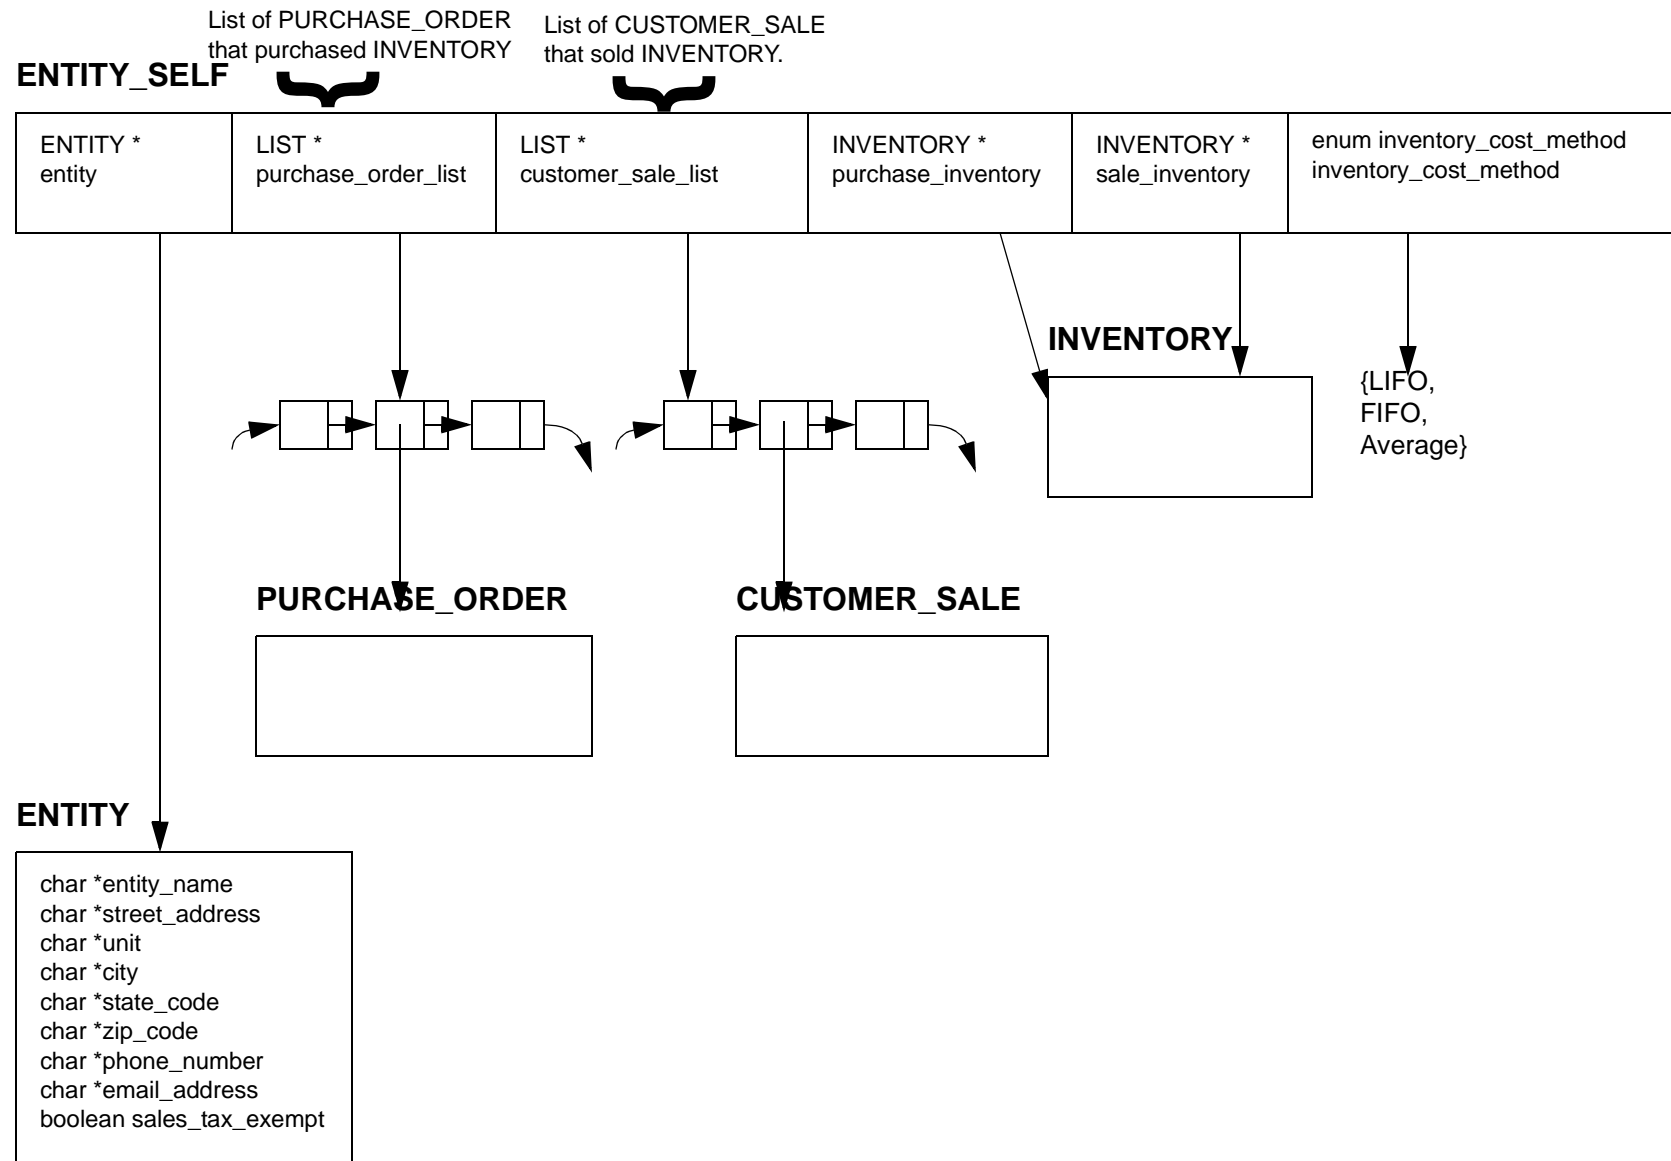 List of PURCHASE_ORDER
that purchased INVENTORY
List of CUSTOMER_SALE
that sold INVENTORY.
ENTITY_SELF
ENTITY *
entity
LIST *
purchase_order_list
LIST *
customer_sale_list
INVENTORY *
purchase_inventory
INVENTORY *
sale_inventory
enum inventory_cost_method
inventory_cost_method
INVENTORY
{LIFO,
FIFO,
Average}
PURCHASE_ORDER
CUSTOMER_SALE
ENTITY
char *entity_name
char *street_address
char *unit
char *city
char *state_code
char *zip_code
char *phone_number
char *email_address
boolean sales_tax_exempt